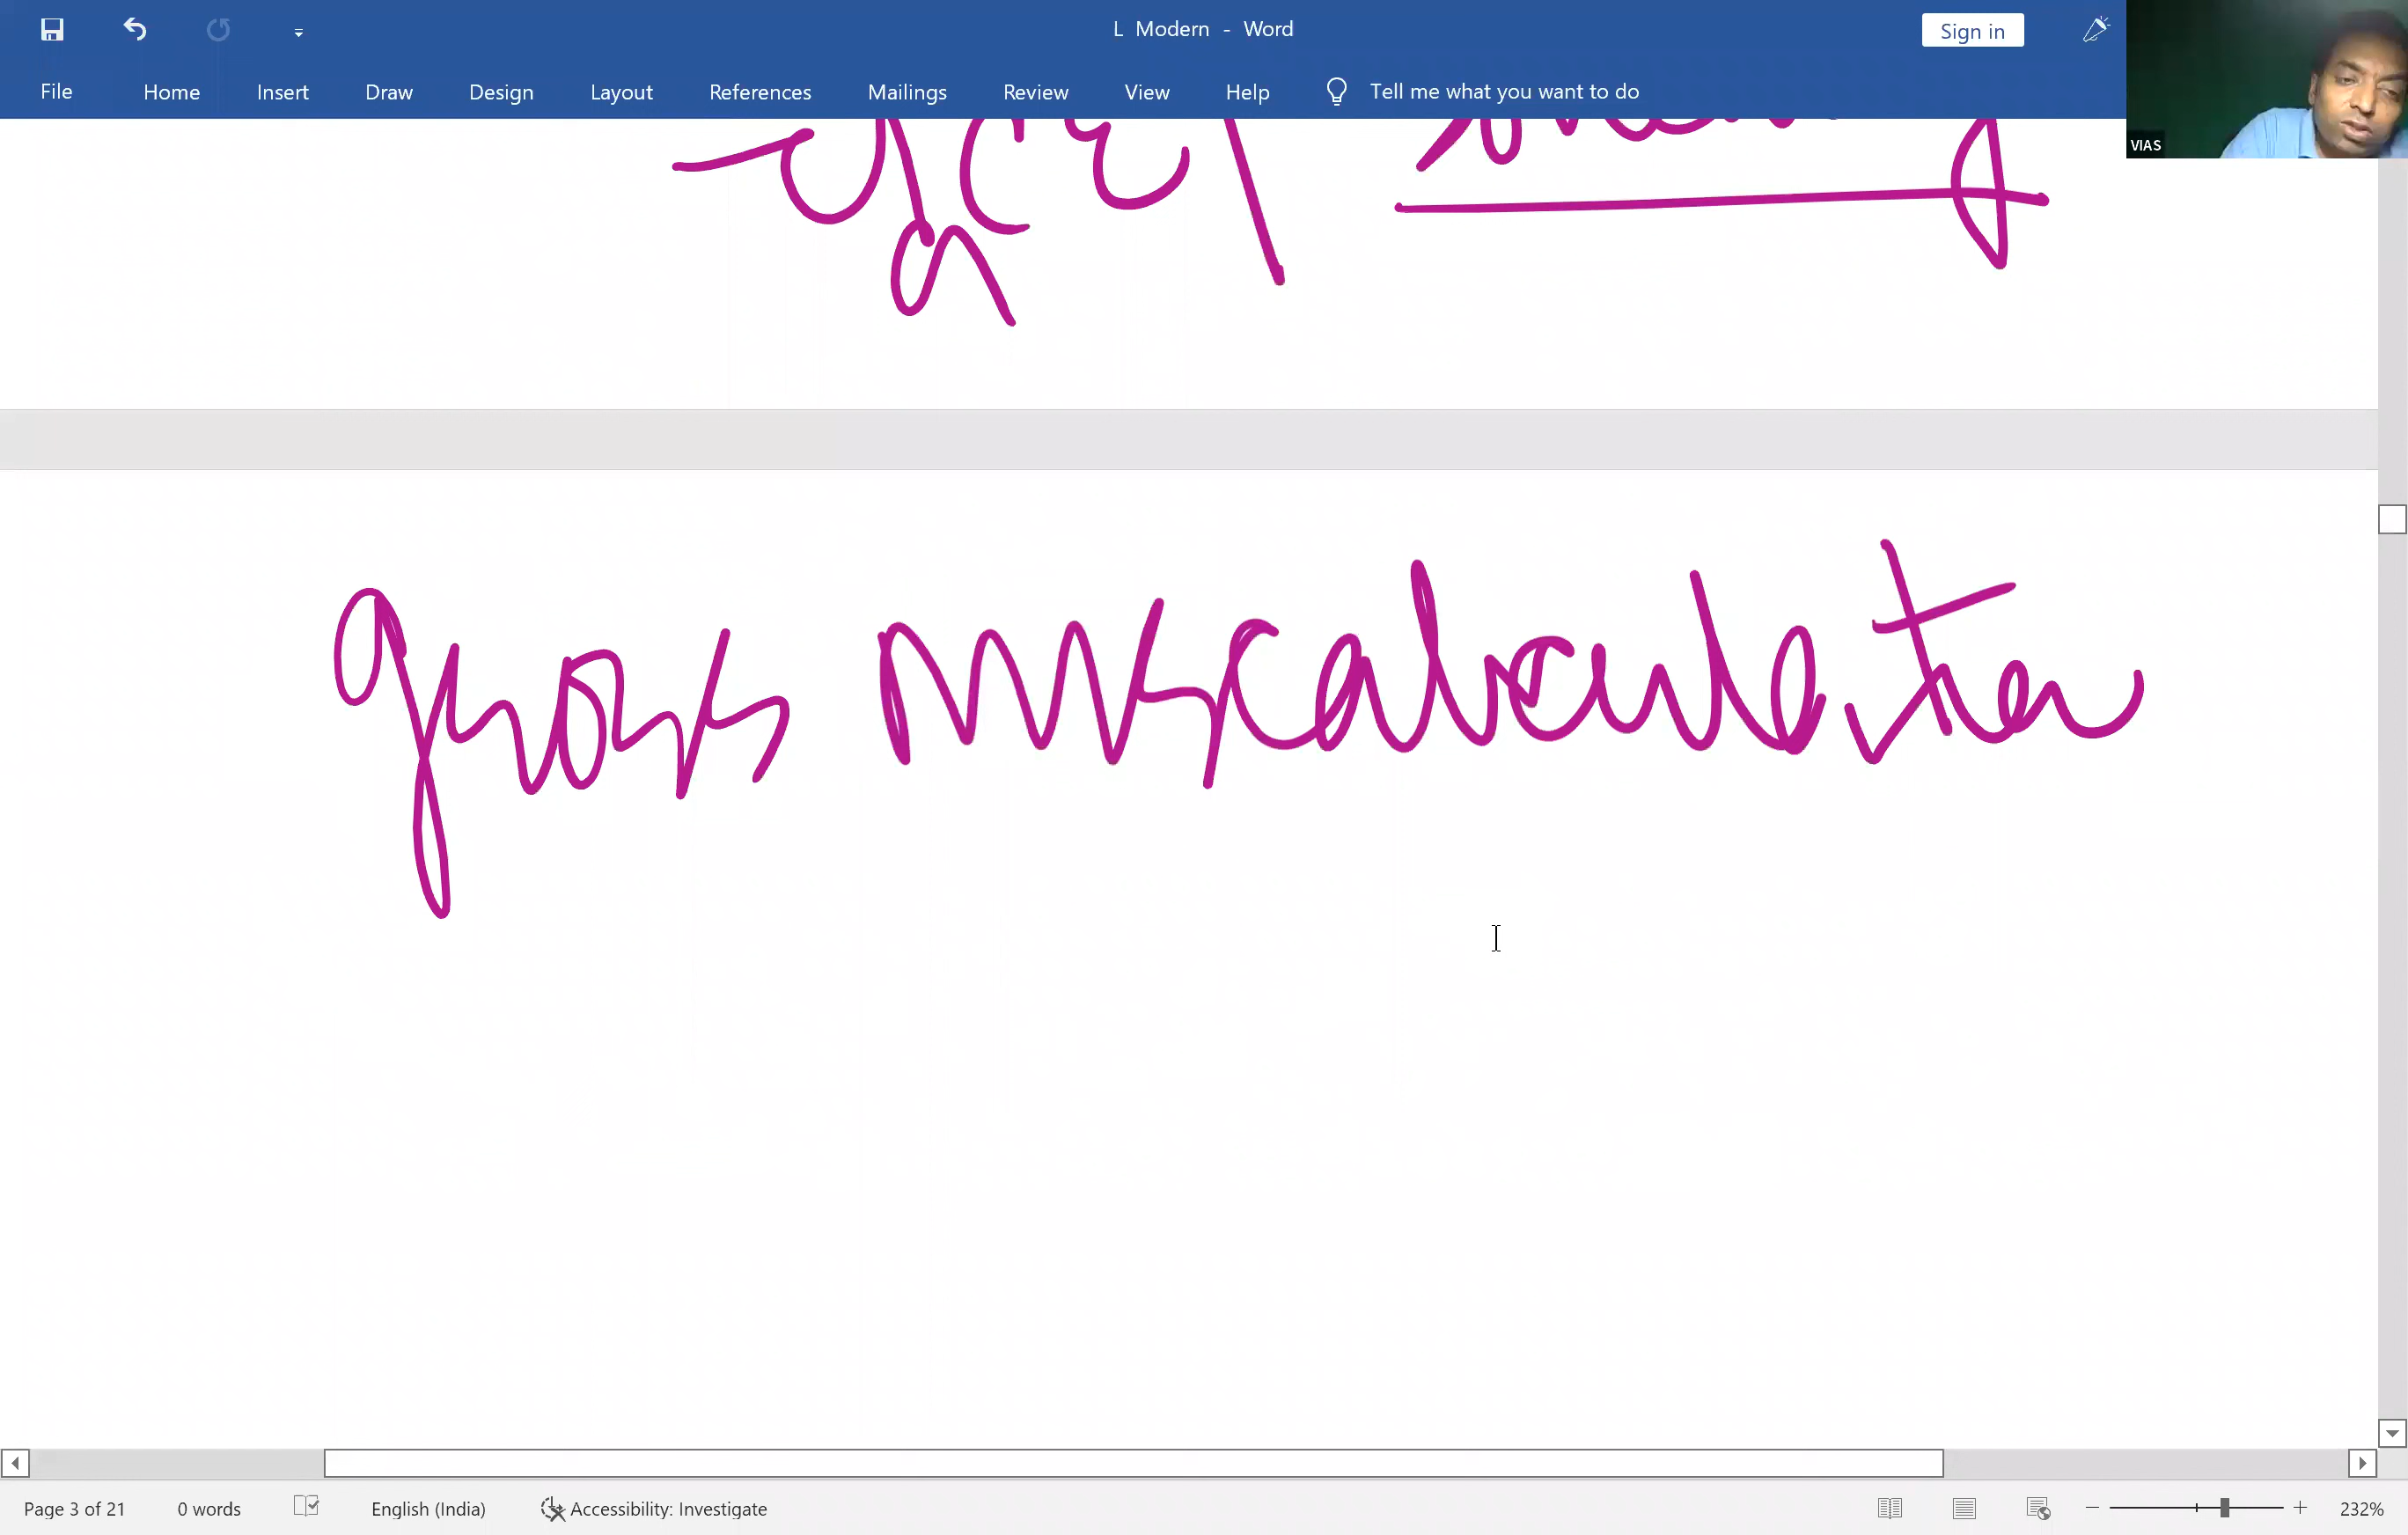 L Modern - Word
Sign in
File Home Insert Draw Design Layout References Mailings Review View Help Tell me what you want to do
VIAS
gross miscalculation
Page 3 of 21 0 words English (India) Accessibility: Investigate 232%